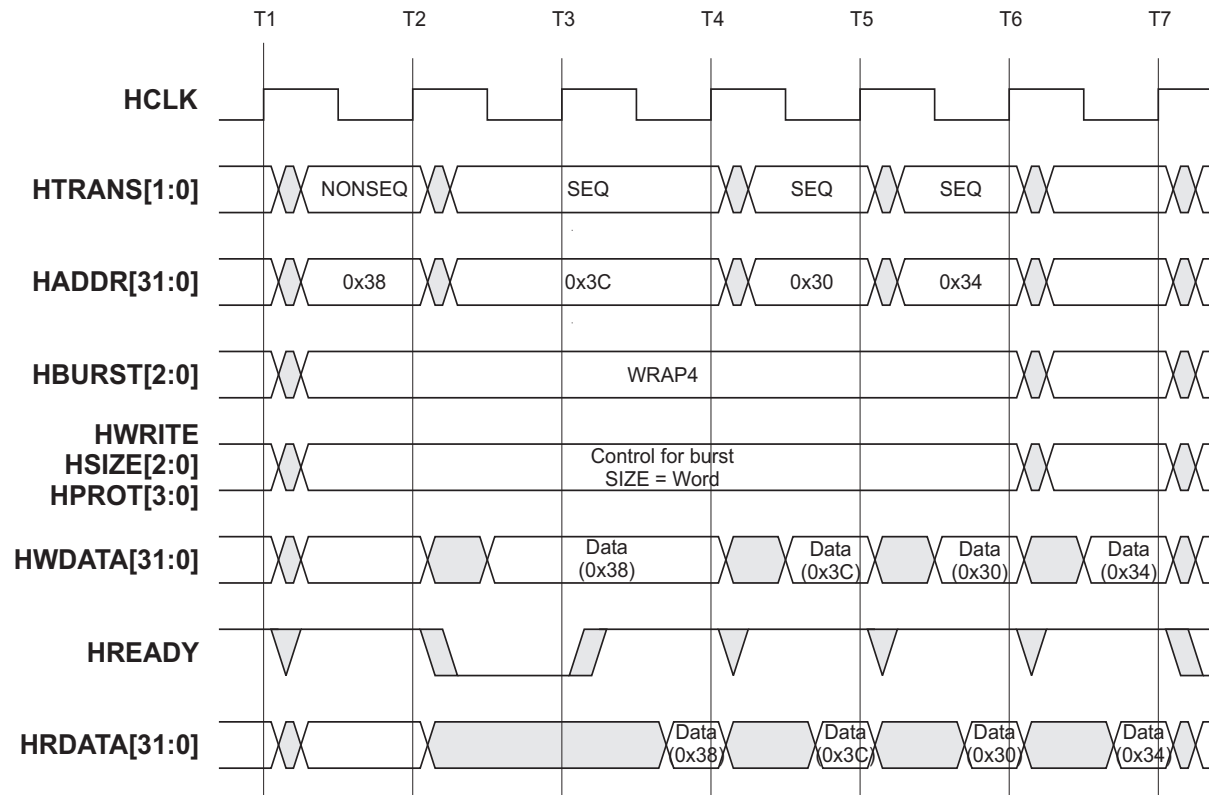 T1 T2 T3 T4 T5 T6 T7
HCLK
HTRANS[1:0] NONSEQ SEQ SEQ SEQ
HADDR[31:0] 0x38 0x3C 0x30 0x34
HBURST[2:0] WRAP4
HWRITE
HSIZE[2:0]
HPROT[3:0]
Control for burst
SIZE = Word
HWDATA[31:0]
Data
(0x38)
Data
(0x3C)
Data
(0x30)
Data
(0x34)
HREADY
HRDATA[31:0]
Data
(0x38)
Data
(0x3C)
Data
(0x30)
Data
(0x34)